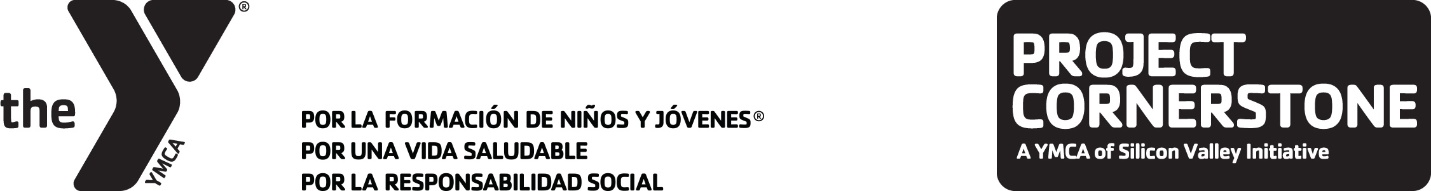 the
YMCA
®
POR LA FORMACIÓN DE NIÑOS Y JÓVENES®
POR UNA VIDA SALUDABLE
POR LA RESPONSABILIDAD SOCIAL
PROJECT
CORNERSTONE
A YMCA of Silicon Valley Initiative